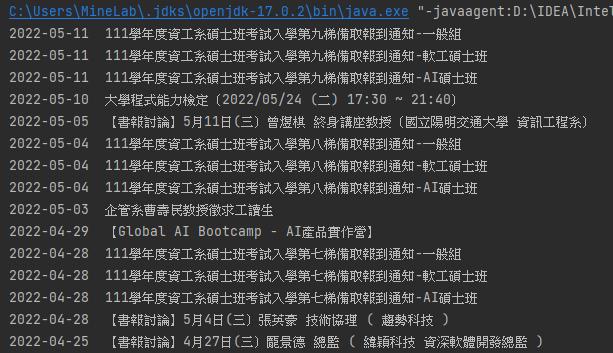 C:\Users\MineLab\.jdks\openjdk-17.0.2\bin\java.exe "-javaagent:D:\IDEA\Intel
2022-05-11 111學年度資工系碩士班考試入學第九梯備取報到通知-一般組
2022-05-11 111學年度資工系碩士班考試入學第九梯備取報到通知-軟工碩士班
2022-05-11 111學年度資工系碩士班考試入學第九梯備取報到通知-AI碩士班
2022-05-10 大學程式能力檢定 (2022/05/24 (二) 17:30 ~ 21:40)
2022-05-05 【書報討論】5月11日(三) 曾煜棋 終身講座教授 (國立陽明交通大學 資訊工程系)
2022-05-04 111學年度資工系碩士班考試入學第八梯備取報到通知-一般組
2022-05-04 111學年度資工系碩士班考試入學第八梯備取報到通知-軟工碩士班
2022-05-04 111學年度資工系碩士班考試入學第八梯備取報到通知-AI碩士班
2022-05-03 企管系曹壽民教授徵求工讀生
2022-04-29 【Global AI Bootcamp - AI產品實作營】
2022-04-28 111學年度資工系碩士班考試入學第七梯備取報到通知-一般組
2022-04-28 111學年度資工系碩士班考試入學第七梯備取報到通知-軟工碩士班
2022-04-28 111學年度資工系碩士班考試入學第七梯備取報到通知-AI碩士班
2022-04-28 【書報討論】5月4日(三) 張英豪 技術協理 ( 趨勢科技 )
2022-04-25 【書報討論】4月27日(三) 龎景德 總監 ( 緯穎科技 資深軟體開發總監 )